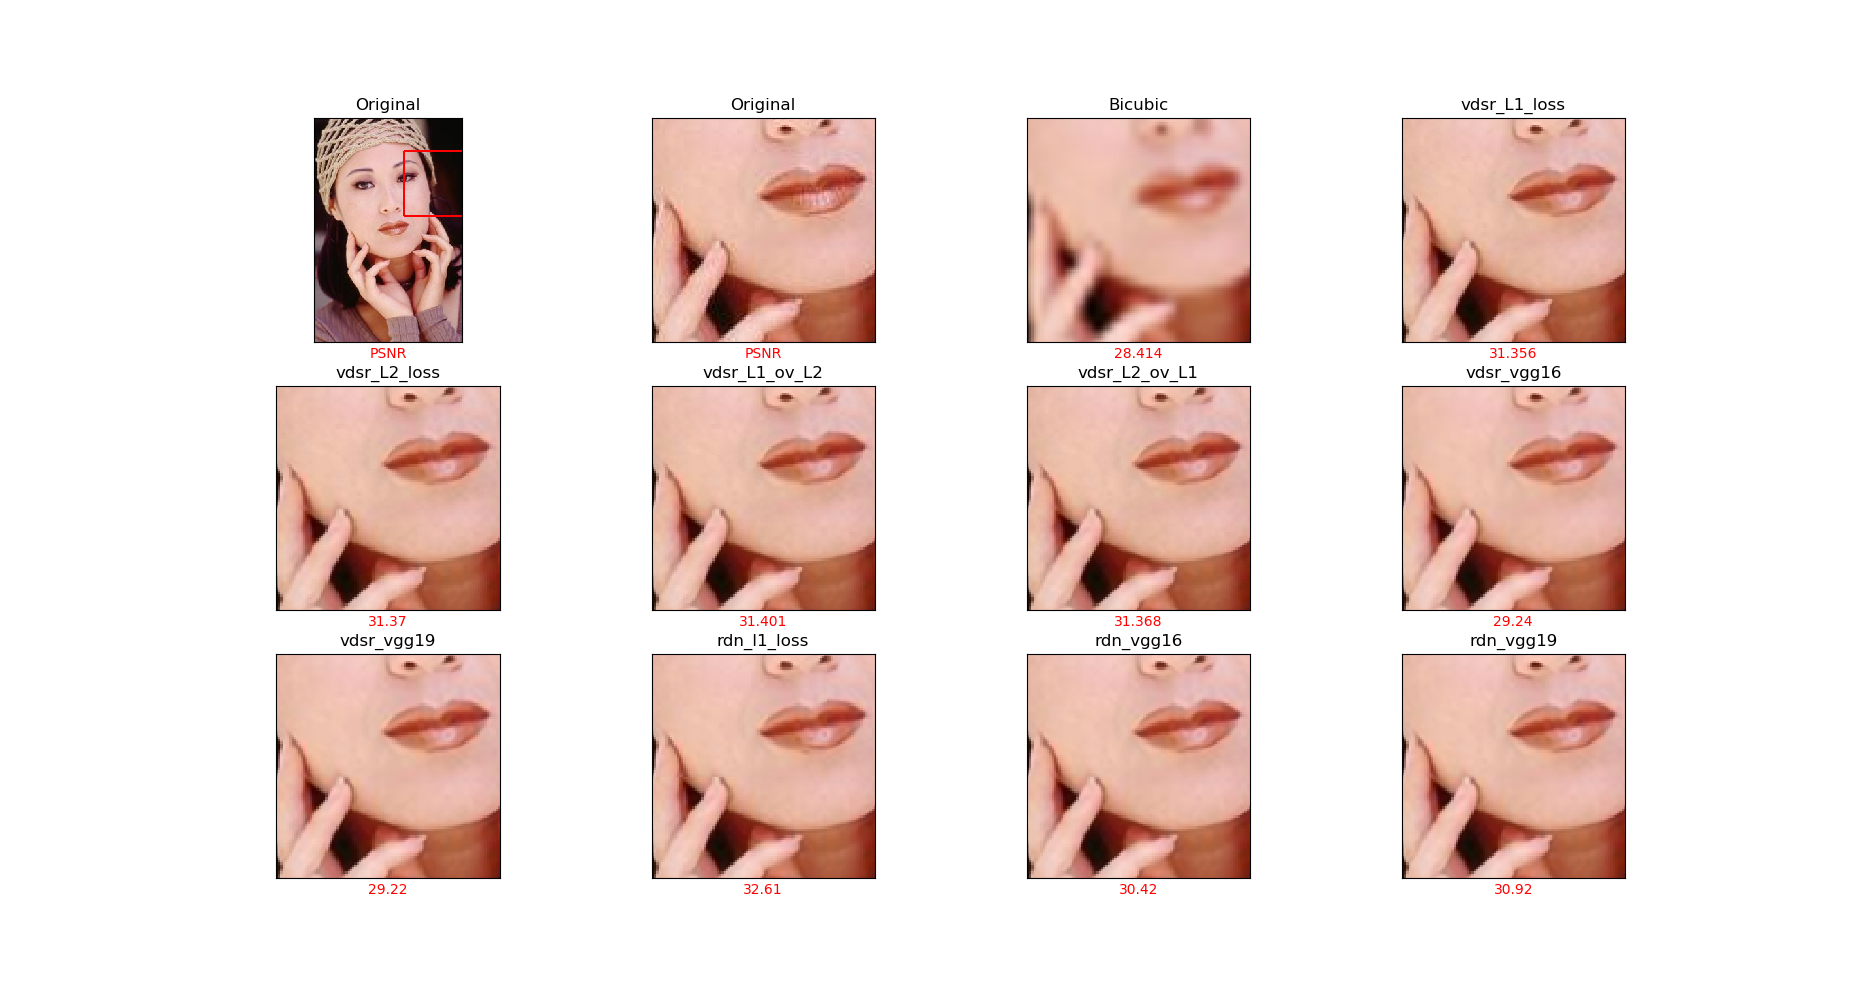 Original
Original
Bicubic
vdsr_L1_loss
PSNR
PSNR
28.414
31.356
vdsr_L2_loss
vdsr_L1_ov_L2
vdsr_L2_ov_L1
vdsr_vgg16
31.37
31.401
31.368
29.24
vdsr_vgg19
rdn_l1_loss
rdn_vgg16
rdn_vgg19
29.22
32.61
30.42
30.92